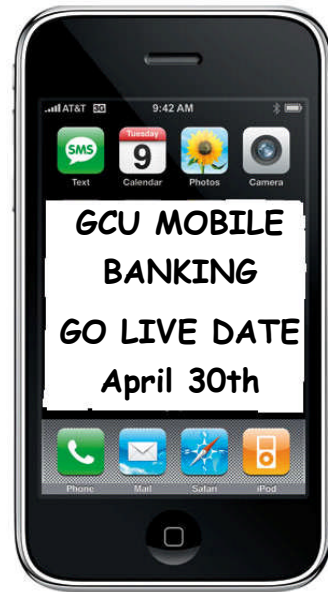 AT&T 3G 9:42 AM
SMS Tuesday 9
Text Calendar Photos Camera
GCU MOBILE
BANKING
GO LIVE DATE
April 30th
Phone Mail Safari iPod